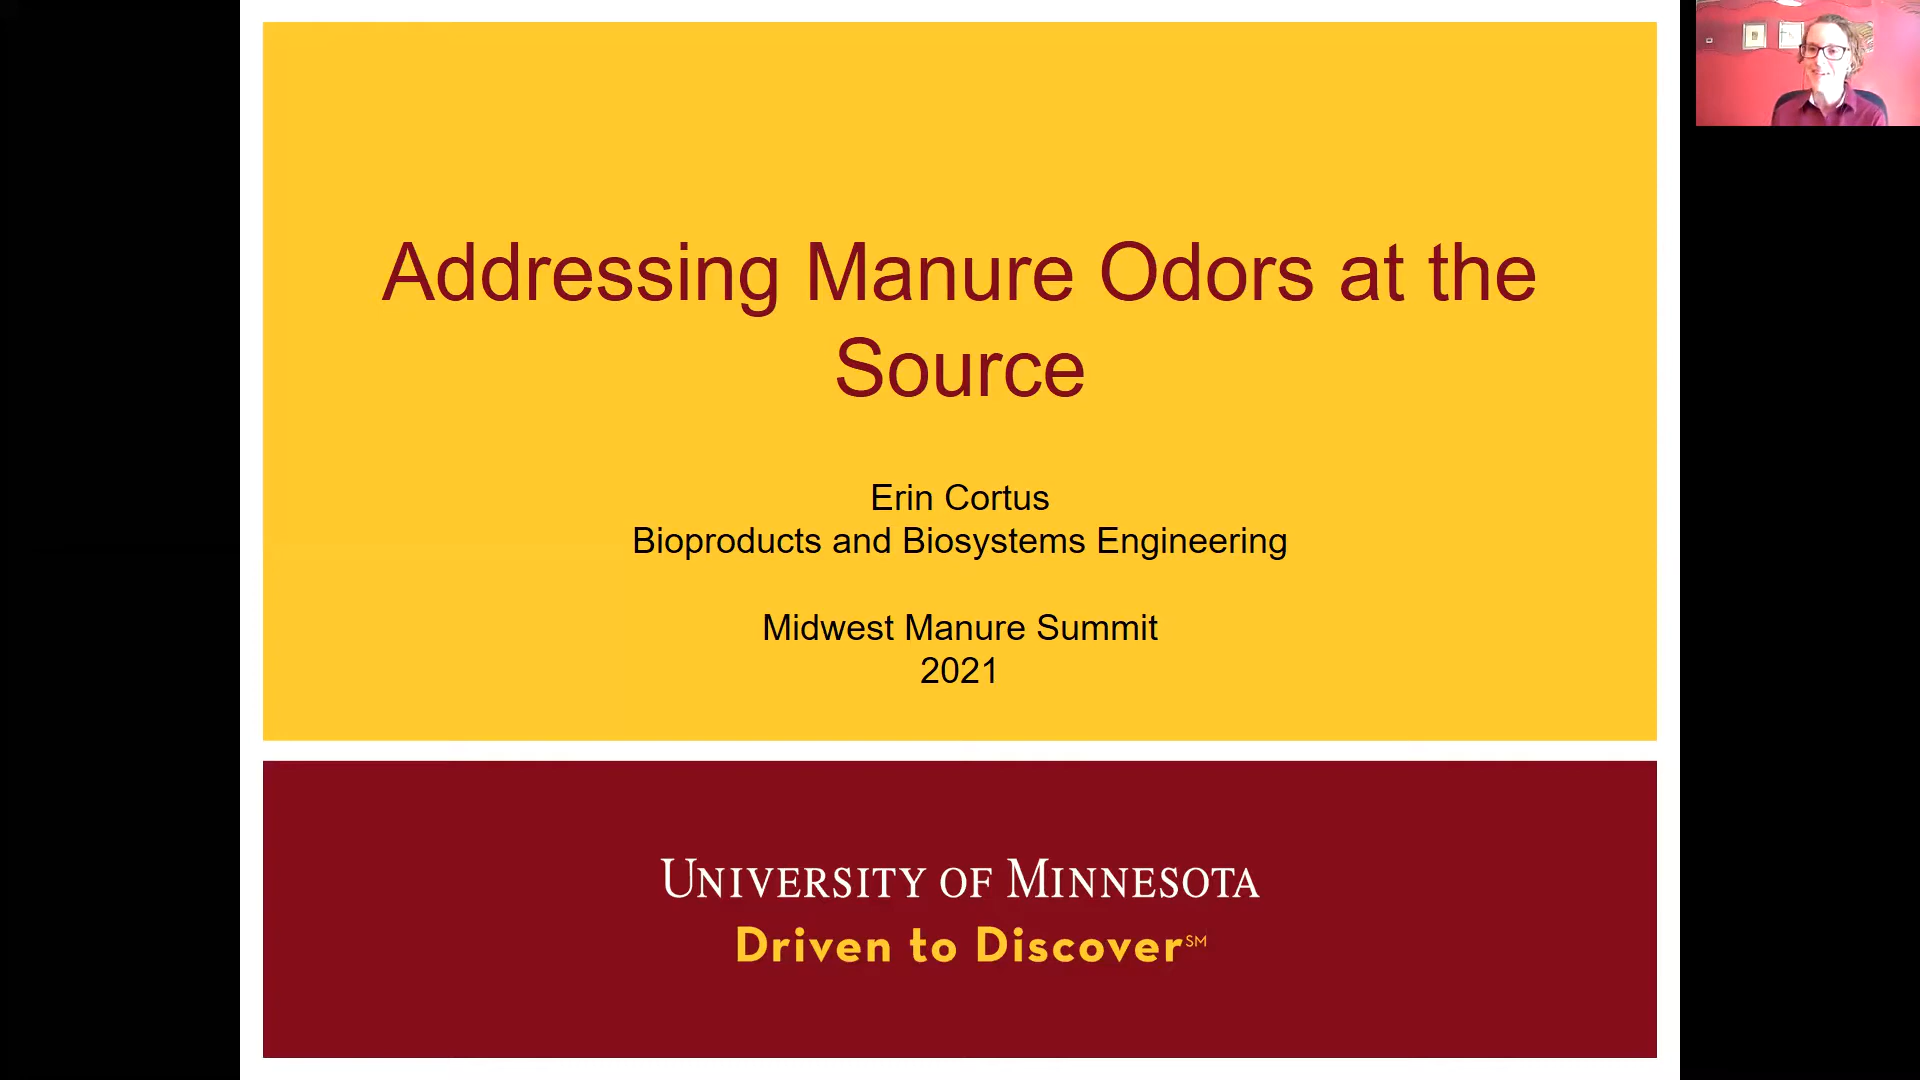 Addressing Manure Odors at the
Source
Erin Cortus
Bioproducts and Biosystems Engineering
Midwest Manure Summit
2021
UNIVERSITY OF MINNESOTA
Driven to Discover℠